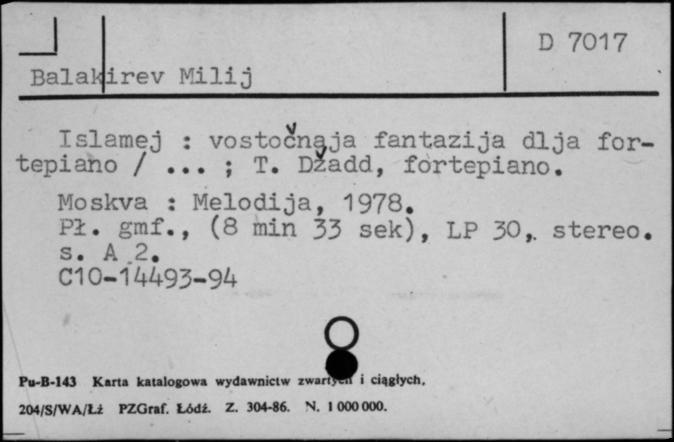 D 7017
Balakirev Milij
Islamej : vostočnaja fantazija dlja for-
tepiano / ... ; T. Džadd, fortepiano.
Moskva : Melodija, 1978.
Pł. gmf., (8 min 33 sek), LP 30,. stereo.
s. A 2.
C10-14493-94
Pu-B-143 Karta katalogowa wydawnictw zwartych i ciągłych.
204/S/WA/Łż PZGraf. Łódź. Z. 304-86. N. 1 000 000.